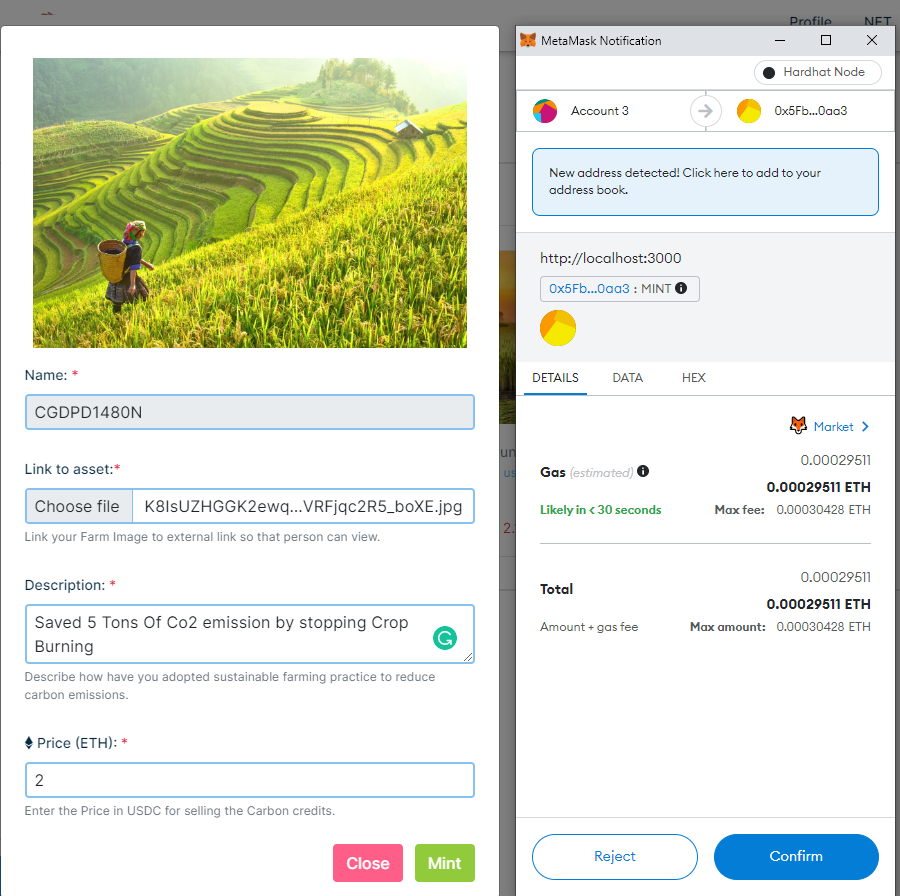 Profile
NFT
Name: *
CGDPD1480N
Link to asset:*
Choose file
K8IsUZHGGK2ewq...VRFjqc2R5_boXE.jpg
Link your Farm Image to external link so that person can view.
Description: *
Saved 5 Tons Of Co2 emission by stopping Crop
Burning
Describe how have you adopted sustainable farming practice to reduce
carbon emissions.
Price (ETH): *
2
Enter the Price in USDC for selling the Carbon credits.
Close
Mint
MetaMask Notification
Hardhat Node
Account 3
0x5Fb...0aa3
New address detected! Click here to add to your
address book.
http://localhost:3000
0x5Fb...0aa3 : MINT
DETAILS
DATA
HEX
Market
0.00029511
Gas (estimated)
0.00029511 ETH
Likely in < 30 seconds
Max fee: 0.00030428 ETH
0.00029511
Total
0.00029511 ETH
Amount + gas fee
Max amount: 0.00030428 ETH
Reject
Confirm